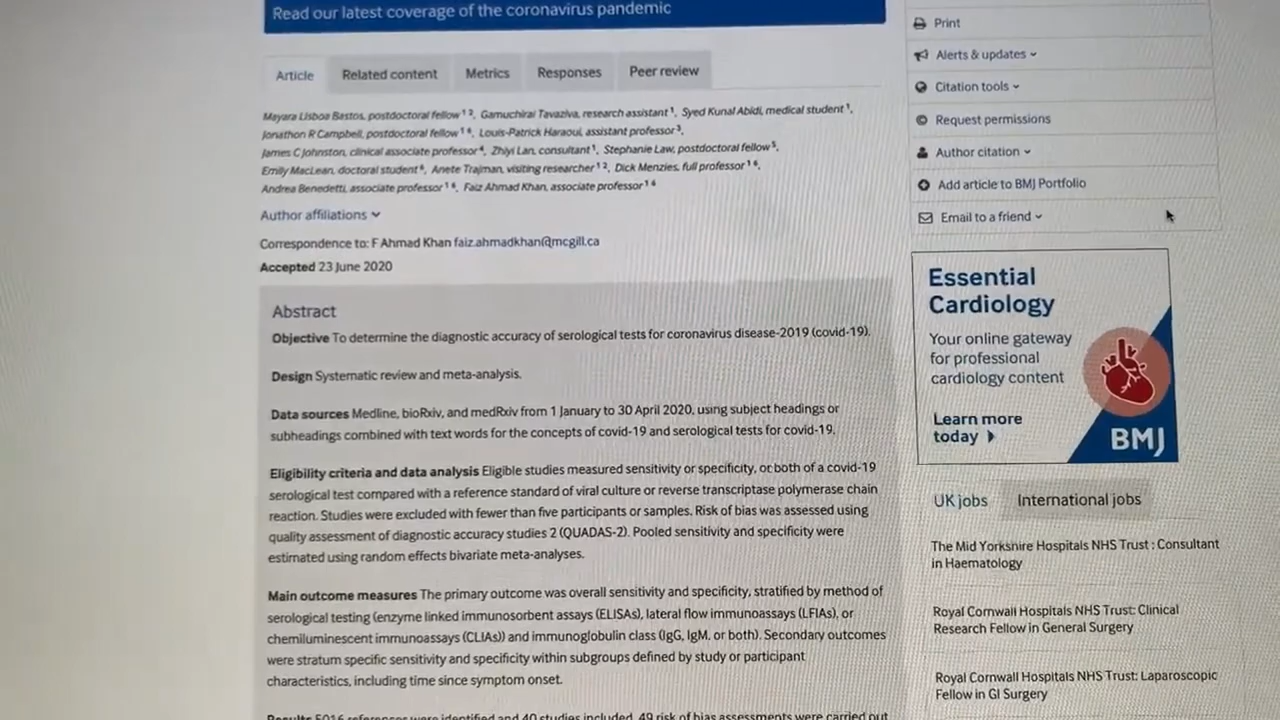 Read our latest coverage of the coronavirus pandemic
Article
Related content
Metrics
Responses
Peer review
Mayara Lisboa Bastos, postdoctoral fellow 1 2, Gamuchirai Tavaziva, research assistant 1, Syed Kunal Abidi, medical student 1,
Jonathon R Campbell, postdoctoral fellow 1 6, Louis-Patrick Haraoui, assistant professor 3,
James C Johnston, clinical associate professor 4, Zhiyi Lan, consultant 1, Stephanie Law, postdoctoral fellow 5,
Emily MacLean, doctoral student 6, Anete Trajman, visiting researcher 1 2, Dick Menzies, full professor 1 6,
Andrea Benedetti, associate professor 1 6, Faiz Ahmad Khan, associate professor 1 6
Author affiliations
Correspondence to: F Ahmad Khan faiz.ahmadkhan@mcgill.ca
Accepted 23 June 2020
Abstract
Objective To determine the diagnostic accuracy of serological tests for coronavirus disease-2019 (covid-19).
Design Systematic review and meta-analysis.
Data sources Medline, bioRxiv, and medRxiv from 1 January to 30 April 2020, using subject headings or
subheadings combined with text words for the concepts of covid-19 and serological tests for covid-19.
Eligibility criteria and data analysis Eligible studies measured sensitivity or specificity, or both of a covid-19
serological test compared with a reference standard of viral culture or reverse transcriptase polymerase chain
reaction. Studies were excluded with fewer than five participants or samples. Risk of bias was assessed using
quality assessment of diagnostic accuracy studies 2 (QUADAS-2). Pooled sensitivity and specificity were
estimated using random effects bivariate meta-analyses.
Main outcome measures The primary outcome was overall sensitivity and specificity, stratified by method of
serological testing (enzyme linked immunosorbent assays (ELISAs), lateral flow immunoassays (LFIAs), or
chemiluminescent immunoassays (CLIAs)) and immunoglobulin class (IgG, IgM, or both). Secondary outcomes
were stratum specific sensitivity and specificity within subgroups defined by study or participant
characteristics, including time since symptom onset.
Results 5016 references were identified and 40 studies included. 49 risk of bias assessments were carried out
Print
Alerts & updates
Citation tools
Request permissions
Author citation
Add article to BMJ Portfolio
Email to a friend
Essential
Cardiology
Your online gateway
for professional
cardiology content
Learn more
today
BMJ
UK jobs
International jobs
The Mid Yorkshire Hospitals NHS Trust : Consultant
in Haematology
Royal Cornwall Hospitals NHS Trust: Clinical
Research Fellow in General Surgery
Royal Cornwall Hospitals NHS Trust: Laparoscopic
Fellow in GI Surgery